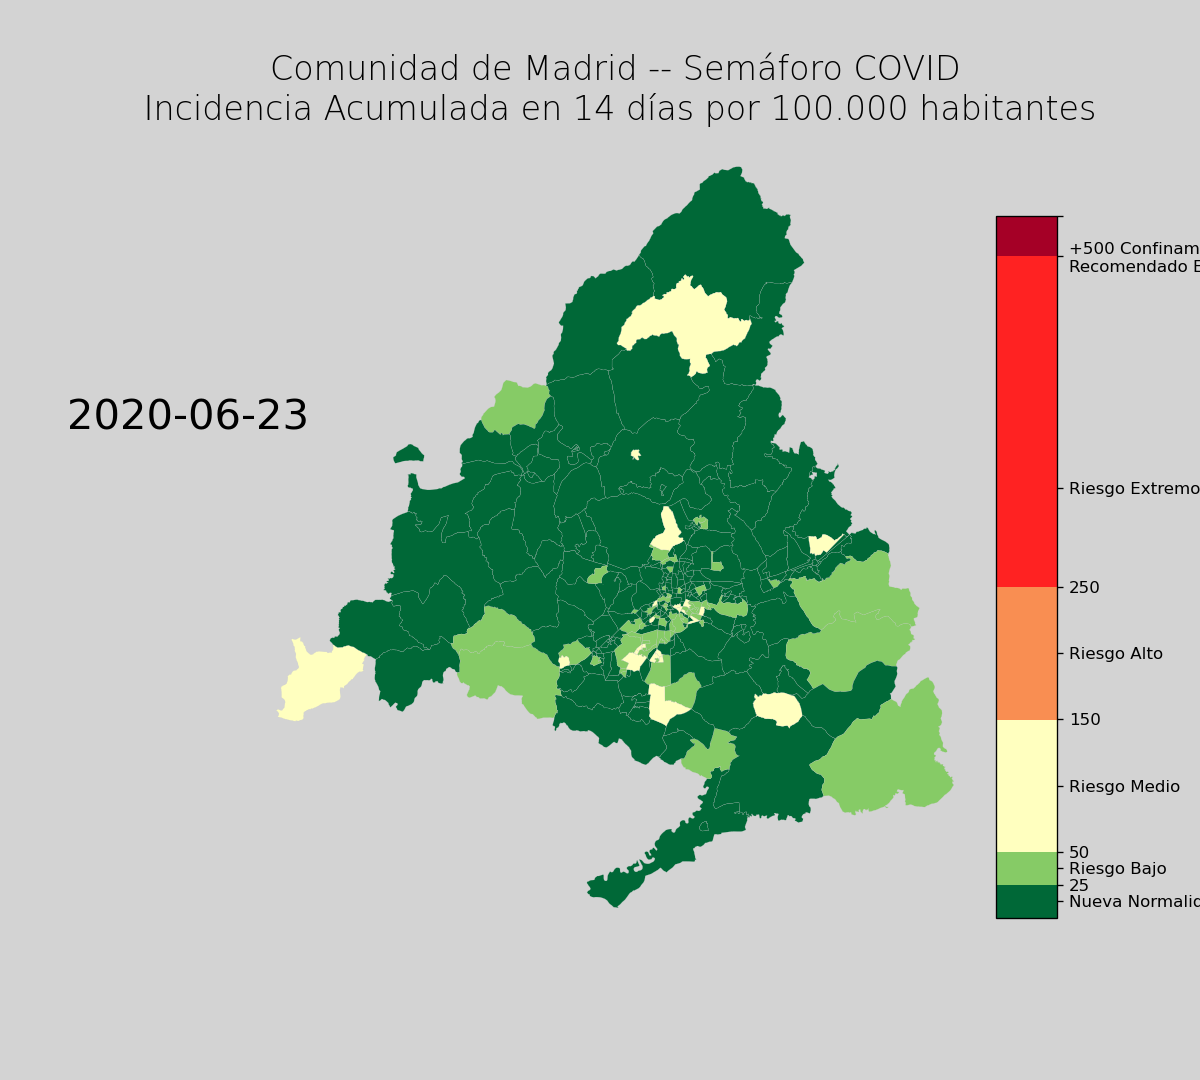 Comunidad de Madrid -- Semáforo COVID
Incidencia Acumulada en 14 días por 100.000 habitantes
2020-06-23
+500 Confinam
Recomendado E
Riesgo Extremo
250
Riesgo Alto
150
Riesgo Medio
50
Riesgo Bajo
25
Nueva Normalid